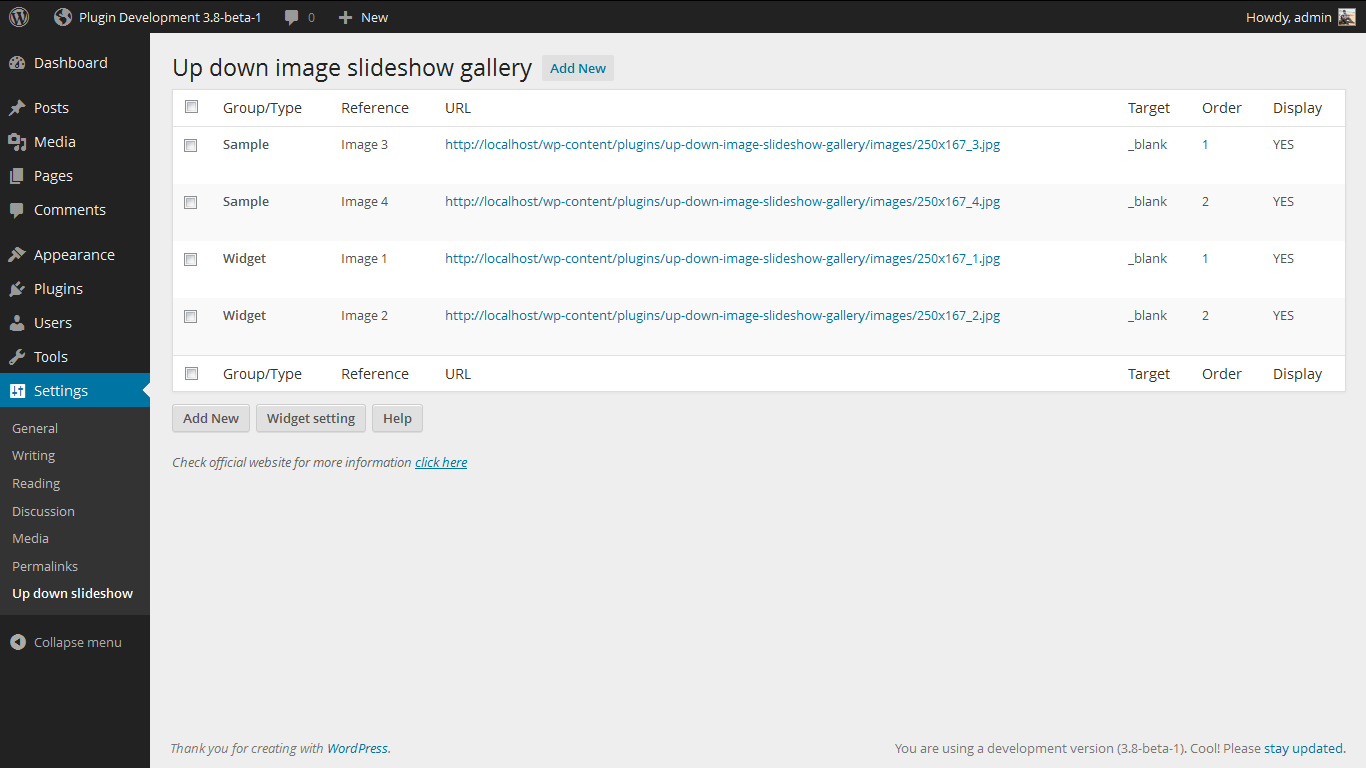 Plugin Development 3.8-beta-1 0 New Howdy, admin
Dashboard
Posts
Media
Pages
Comments
Appearance
Plugins
Users
Tools
Settings
General
Writing
Reading
Discussion
Media
Permalinks
Up down slideshow
Collapse menu
Up down image slideshow gallery Add New
Group/Type Reference URL Target Order Display
Sample Image 3 http://localhost/wp-content/plugins/up-down-image-slideshow-gallery/images/250x167_3.jpg _blank 1 YES
Sample Image 4 http://localhost/wp-content/plugins/up-down-image-slideshow-gallery/images/250x167_4.jpg _blank 2 YES
Widget Image 1 http://localhost/wp-content/plugins/up-down-image-slideshow-gallery/images/250x167_1.jpg _blank 1 YES
Widget Image 2 http://localhost/wp-content/plugins/up-down-image-slideshow-gallery/images/250x167_2.jpg _blank 2 YES
Group/Type Reference URL Target Order Display
Add New Widget setting Help
Check official website for more information click here
Thank you for creating with WordPress. You are using a development version (3.8-beta-1). Cool! Please stay updated.